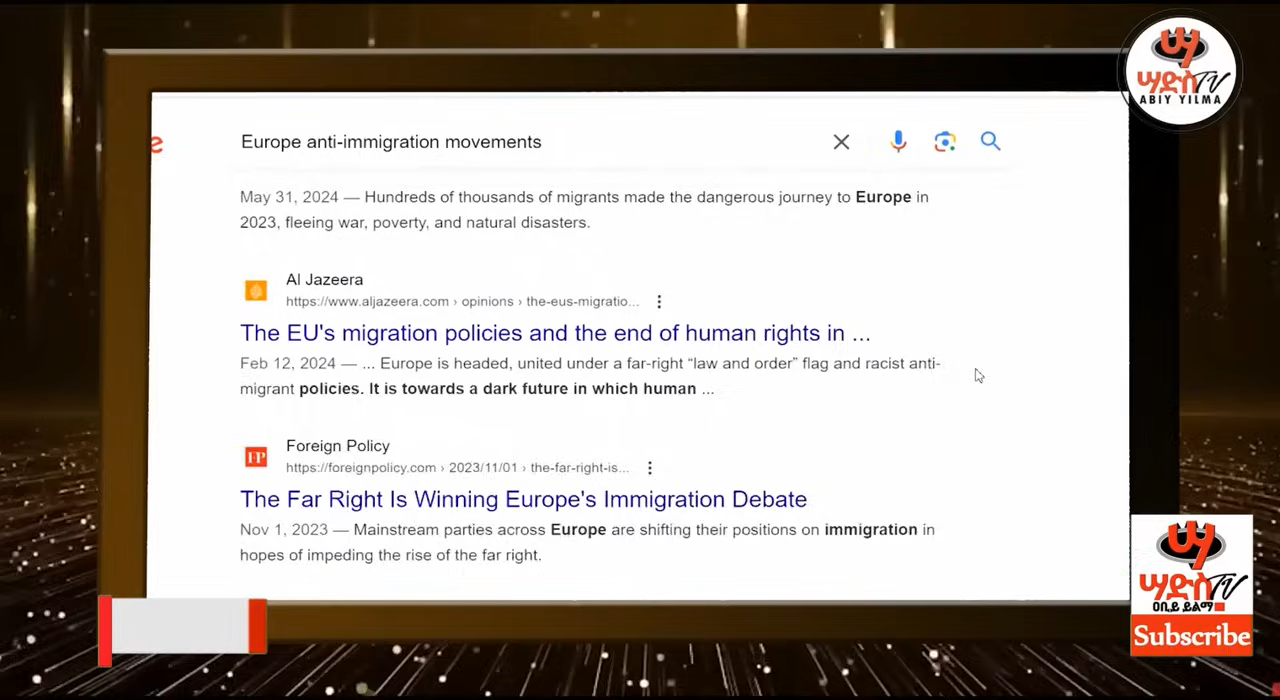 ሣድስTV
ABIY YILMA
e
Europe anti-immigration movements
May 31, 2024 — Hundreds of thousands of migrants made the dangerous journey to Europe in
2023, fleeing war, poverty, and natural disasters.
Al Jazeera
https://www.aljazeera.com › opinions › the-eus-migratio...
The EU's migration policies and the end of human rights in ...
Feb 12, 2024 — ... Europe is headed, united under a far-right “law and order” flag and racist anti-
migrant policies. It is towards a dark future in which human ...
FP
Foreign Policy
https://foreignpolicy.com › 2023/11/01 › the-far-right-is...
The Far Right Is Winning Europe's Immigration Debate
Nov 1, 2023 — Mainstream parties across Europe are shifting their positions on immigration in
hopes of impeding the rise of the far right.
ሣድስTV
ዐቢይ ይልማ
Subscribe